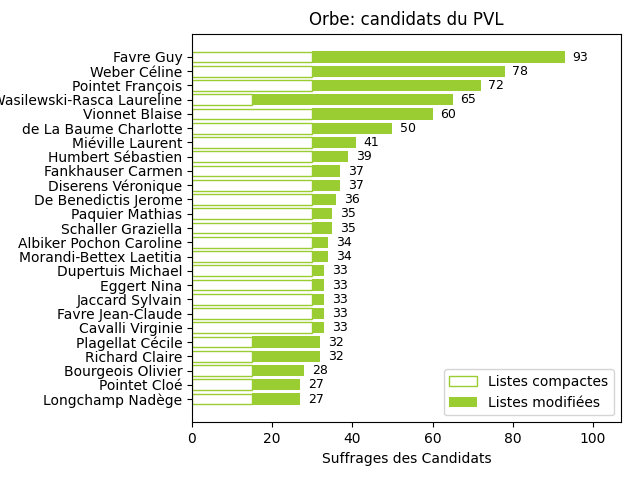 Orbe: candidats du PVL
Favre Guy 93
Weber Céline 78
Pointet François 72
Wasilewski-Rasca Laureline 65
Vionnet Blaise 60
de La Baume Charlotte 50
Miéville Laurent 41
Humbert Sébastien 39
Fankhauser Carmen 37
Diserens Véronique 37
De Benedictis Jerome 36
Paquier Mathias 35
Schaller Graziella 35
Albiker Pochon Caroline 34
Morandi-Bettex Laetitia 34
Dupertuis Michael 33
Eggert Nina 33
Jaccard Sylvain 33
Favre Jean-Claude 33
Cavalli Virginie 33
Plagellat Cécile 32
Richard Claire 32
Bourgeois Olivier 28
Pointet Cloé 27
Longchamp Nadège 27
Listes compactes
Listes modifiées
0 20 40 60 80 100
Suffrages des Candidats